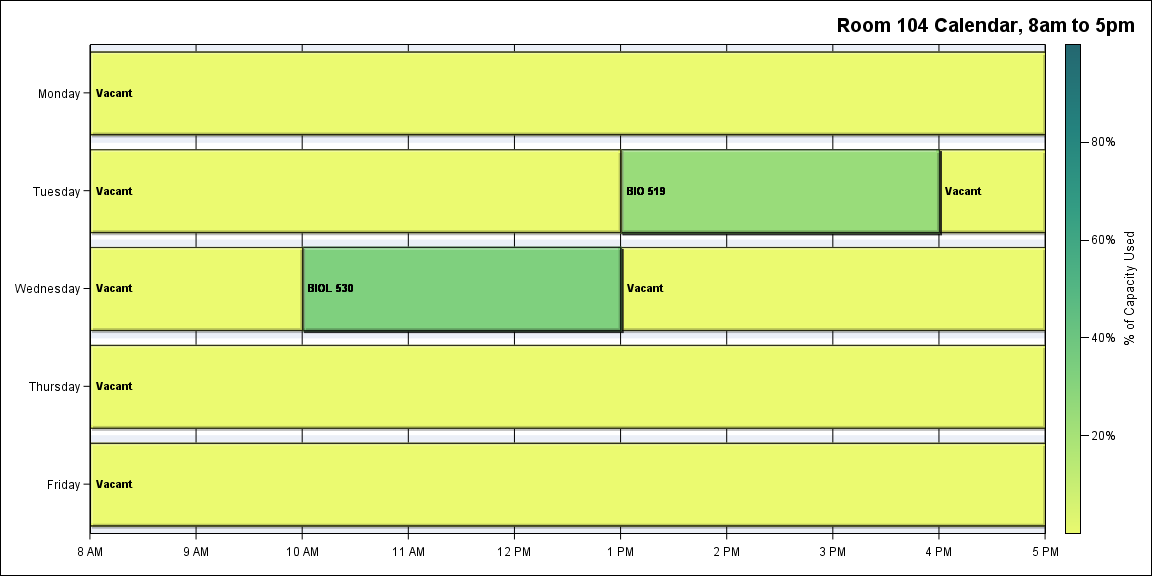 Room 104 Calendar, 8am to 5pm
Monday
Vacant
Tuesday
Vacant
BIO 519
Vacant
Wednesday
Vacant
BIOL 530
Vacant
Thursday
Vacant
Friday
Vacant
8 AM
9 AM
10 AM
11 AM
12 PM
1 PM
2 PM
3 PM
4 PM
5 PM
80%
60%
40%
20%
% of Capacity Used